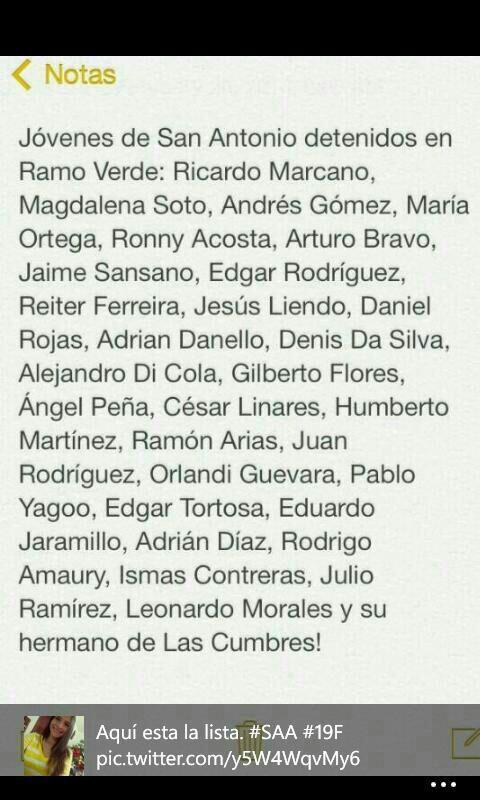 Notas
Jóvenes de San Antonio detenidos en
Ramo Verde: Ricardo Marcano,
Magdalena Soto, Andrés Gómez, María
Ortega, Ronny Acosta, Arturo Bravo,
Jaime Sansano, Edgar Rodríguez,
Reiter Ferreira, Jesús Liendo, Daniel
Rojas, Adrian Danello, Denis Da Silva,
Alejandro Di Cola, Gilberto Flores,
Ángel Peña, César Linares, Humberto
Martínez, Ramón Arias, Juan
Rodríguez, Orlandi Guevara, Pablo
Yagoo, Edgar Tortosa, Eduardo
Jaramillo, Adrián Díaz, Rodrigo
Amaury, Ismas Contreras, Julio
Ramírez, Leonardo Morales y su
hermano de Las Cumbres!
Aquí esta la lista. #SAA #19F
pic.twitter.com/y5W4WqvMy6